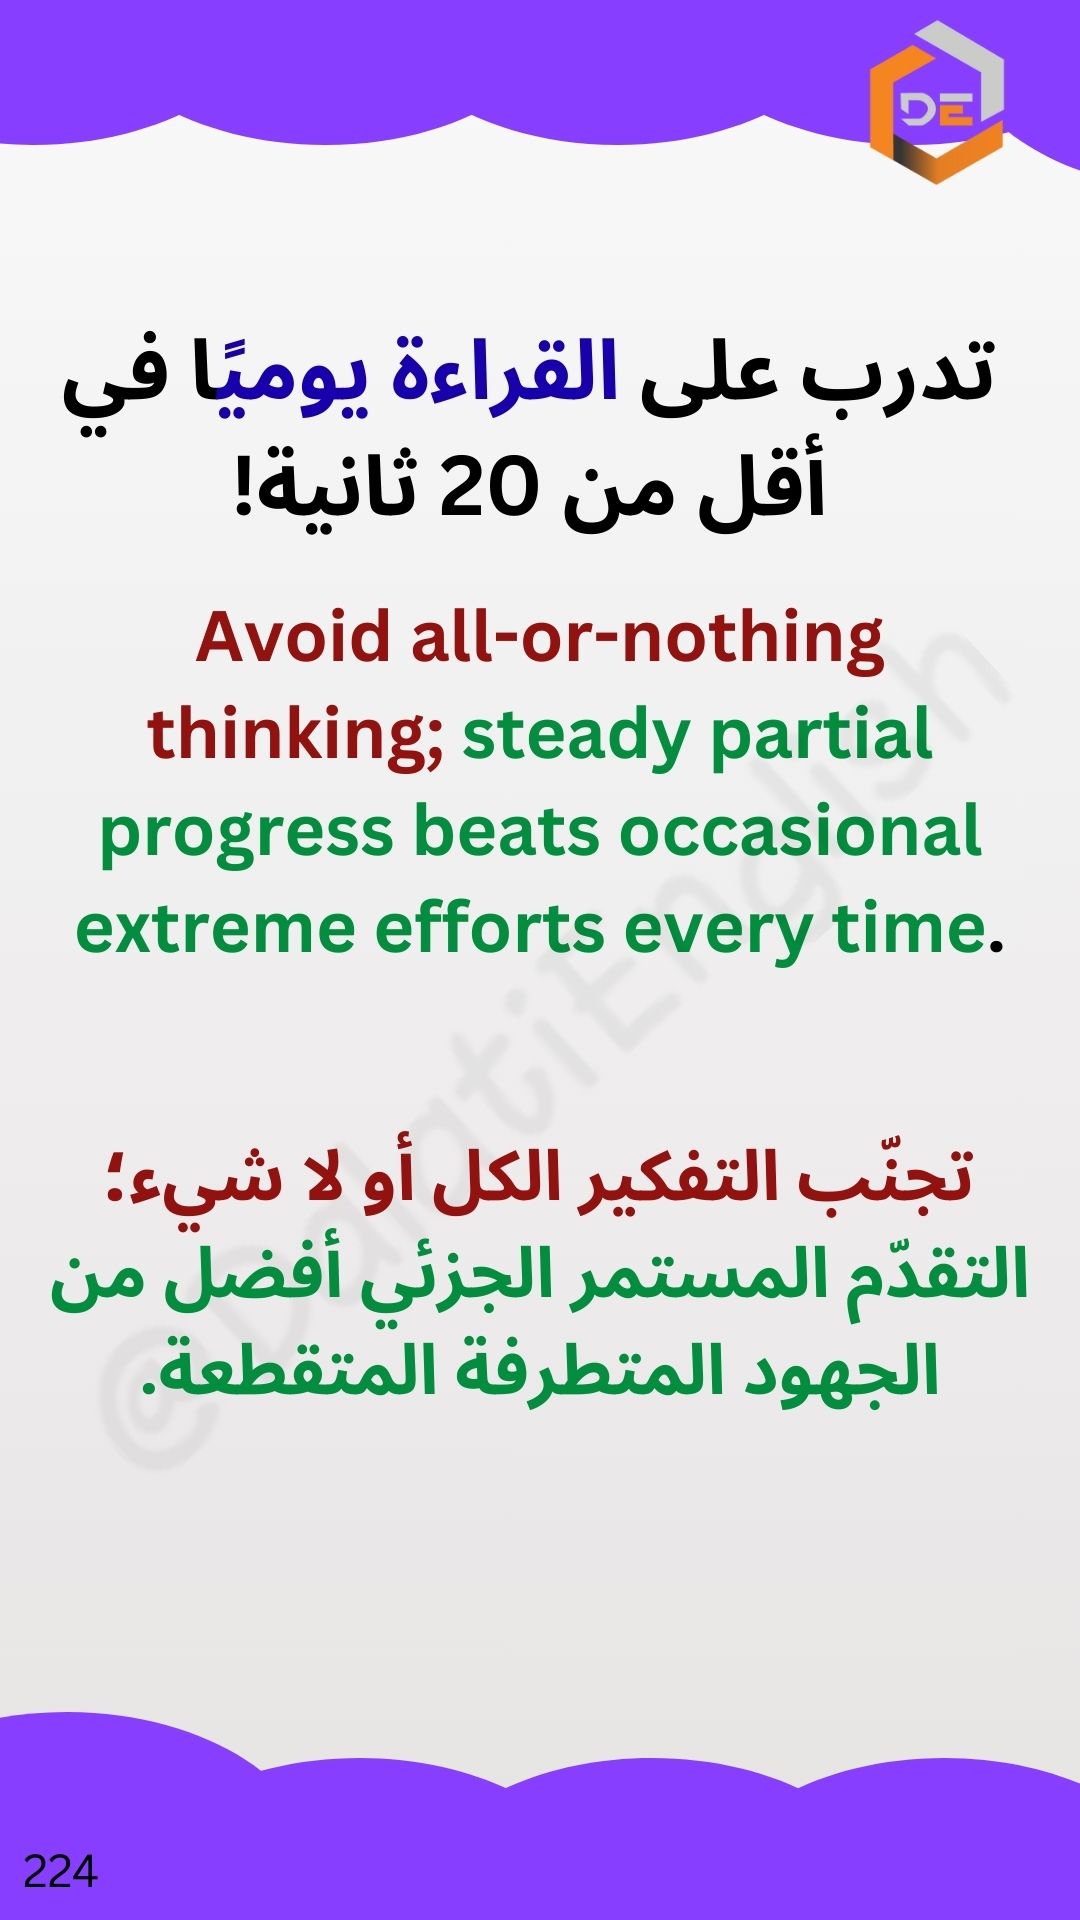 DE
تدرب على القراءة يوميًا في
أقل من 20 ثانية!
Avoid all-or-nothing
thinking; steady partial
progress beats occasional
extreme efforts every time.
تجنّب التفكير الكل أو لا شيء؛
التقدّم المستمر الجزئي أفضل من
الجهود المتطرفة المتقطعة.
@DalatiEnglish
224